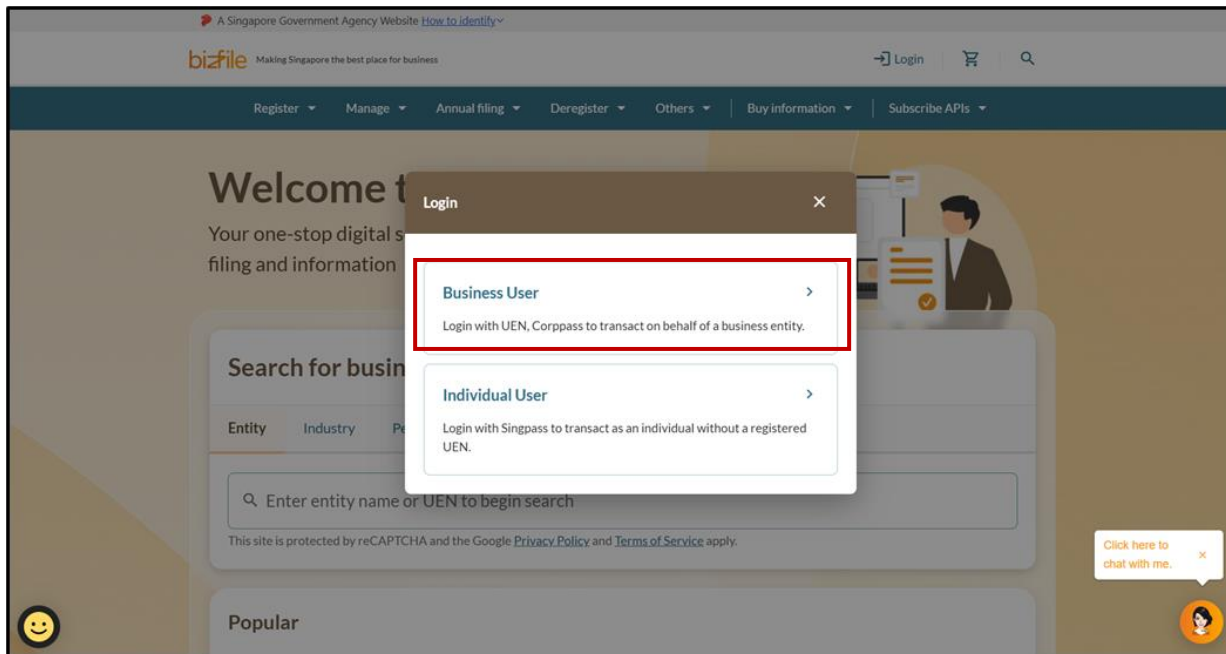 A Singapore Government Agency Website How to identify
bizfile Making Singapore the best place for business
Login
Register Manage Annual filing Deregister Others Buy information Subscribe APIs
Welcome t
Your one-stop digital s
filing and information
Login
Business User
Login with UEN, Corppass to transact on behalf of a business entity.
Individual User
Login with Singpass to transact as an individual without a registered
UEN.
Search for busin
Entity Industry Pe
Enter entity name or UEN to begin search
This site is protected by reCAPTCHA and the Google Privacy Policy and Terms of Service apply.
Click here to
chat with me.
Popular